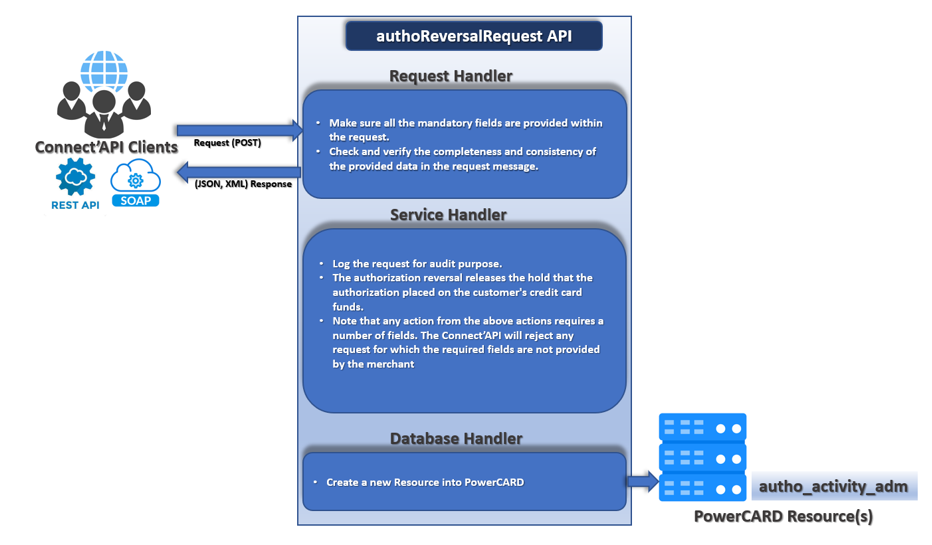 authoReversalRequest API
Request Handler
• Make sure all the mandatory fields are provided within
the request.
• Check and verify the completeness and consistency of
the provided data in the request message.
Connect'API Clients
Request (POST)
(JSON, XML) Response
REST API
SOAP
Service Handler
• Log the request for audit purpose.
• The authorization reversal releases the hold that the
authorization placed on the customer's credit card
funds.
• Note that any action from the above actions requires a
number of fields. The Connect'API will reject any
request for which the required fields are not provided
by the merchant
Database Handler
• Create a new Resource into PowerCARD
autho_activity_adm
PowerCARD Resource(s)